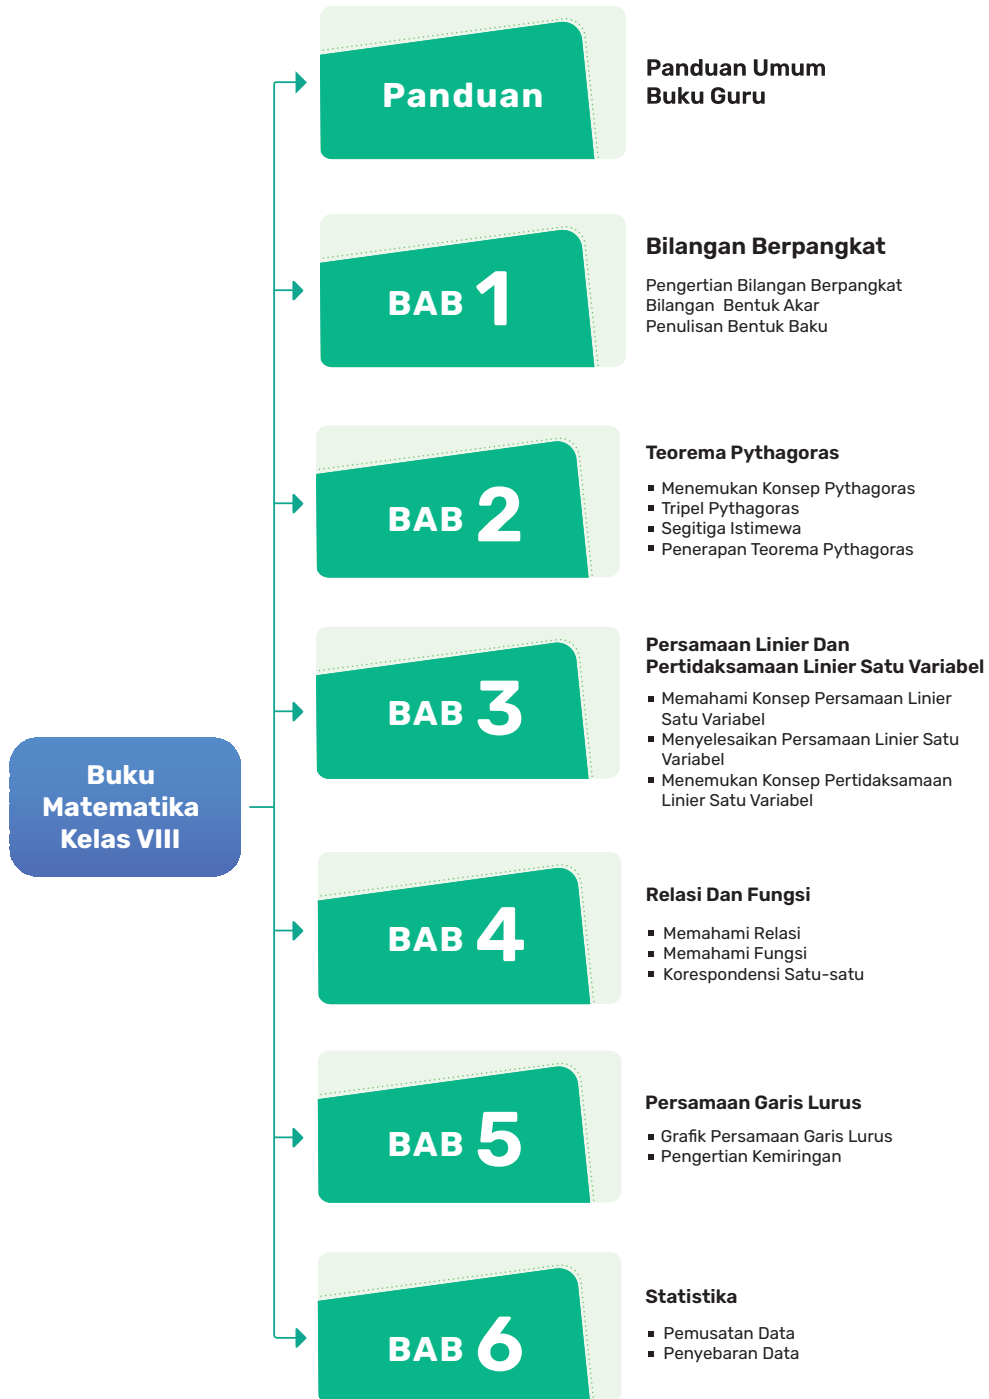 Panduan
Panduan Umum
Buku Guru
BAB 1
Bilangan Berpangkat
Pengertian Bilangan Berpangkat
Bilangan Bentuk Akar
Penulisan Bentuk Baku
BAB 2
Teorema Pythagoras
▪ Menemukan Konsep Pythagoras
▪ Tripel Pythagoras
▪ Segitiga Istimewa
▪ Penerapan Teorema Pythagoras
BAB 3
Persamaan Linier Dan
Pertidaksamaan Linier Satu Variabel
▪ Memahami Konsep Persamaan Linier
Satu Variabel
▪ Menyelesaikan Persamaan Linier Satu
Variabel
▪ Menemukan Konsep Pertidaksamaan
Linier Satu Variabel
Buku
Matematika
Kelas VIII
BAB 4
Relasi Dan Fungsi
▪ Memahami Relasi
▪ Memahami Fungsi
▪ Korespondensi Satu-satu
BAB 5
Persamaan Garis Lurus
▪ Grafik Persamaan Garis Lurus
▪ Pengertian Kemiringan
BAB 6
Statistika
▪ Pemusatan Data
▪ Penyebaran Data